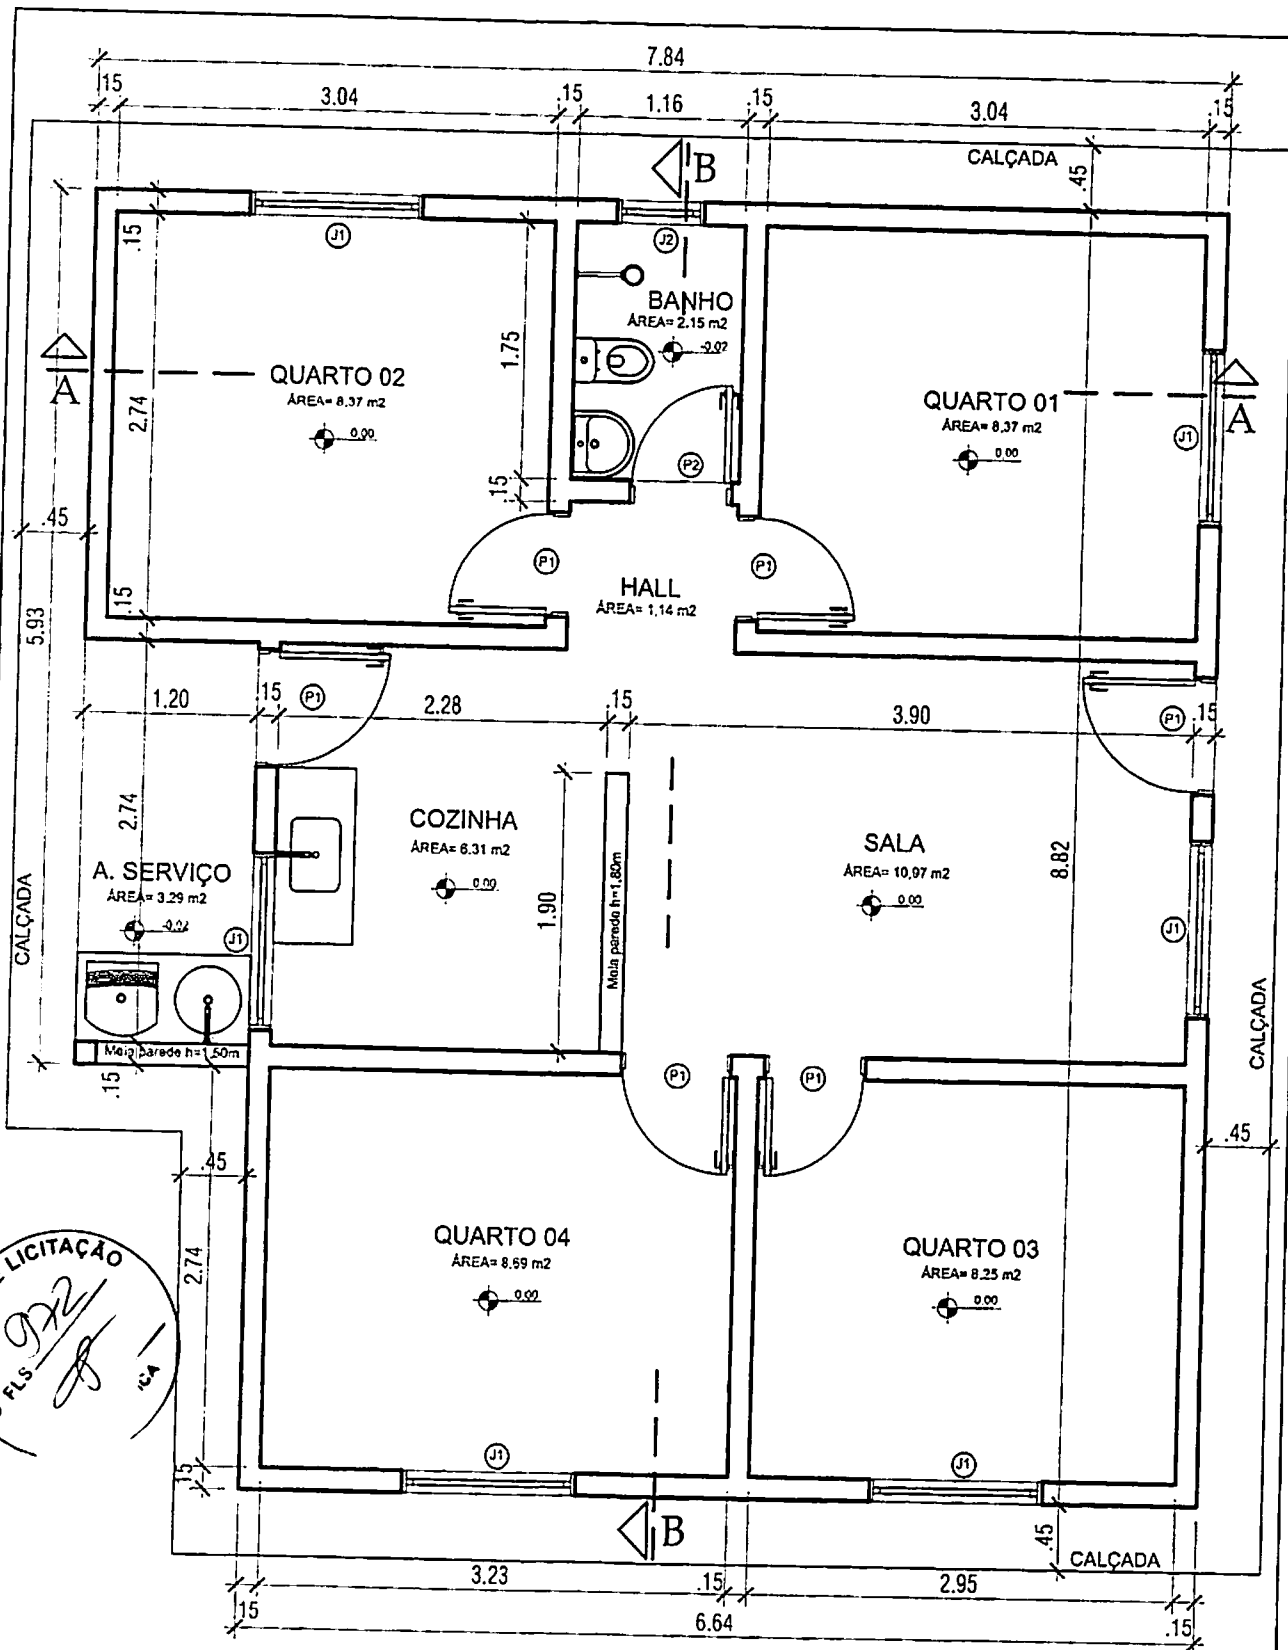 7.84
.15
3.04
.15
1.16
.15
3.04
.15
B
CALÇADA
.45
J1
J2
.15
BANHO
ÁREA= 2.15 m2
-0.02
1.75
A
QUARTO 02
ÁREA= 8,37 m2
0.00
2.74
QUARTO 01
ÁREA= 8,37 m2
0.00
J1
A
P2
.15
.45
P1
P1
HALL
ÁREA= 1,14 m2
.15
5.93
1.20
.15
P1
2.28
.15
3.90
P1
.15
COZINHA
ÁREA= 6.31 m2
0.00
SALA
ÁREA= 10,97 m2
0.00
8.82
2.74
A. SERVIÇO
ÁREA= 3.29 m2
-0.02
J1
1.90
Meia parede h=1,80m
J1
CALÇADA
CALÇADA
Meia parede h=1,50m
.15
P1
P1
.45
.45
2.74
QUARTO 04
ÁREA= 8,69 m2
0.00
QUARTO 03
ÁREA= 8.25 m2
0.00
LICITAÇÃO
FLS
972
J1
J1
.15
B
.45
CALÇADA
3.23
.15
2.95
.15
6.64
.15